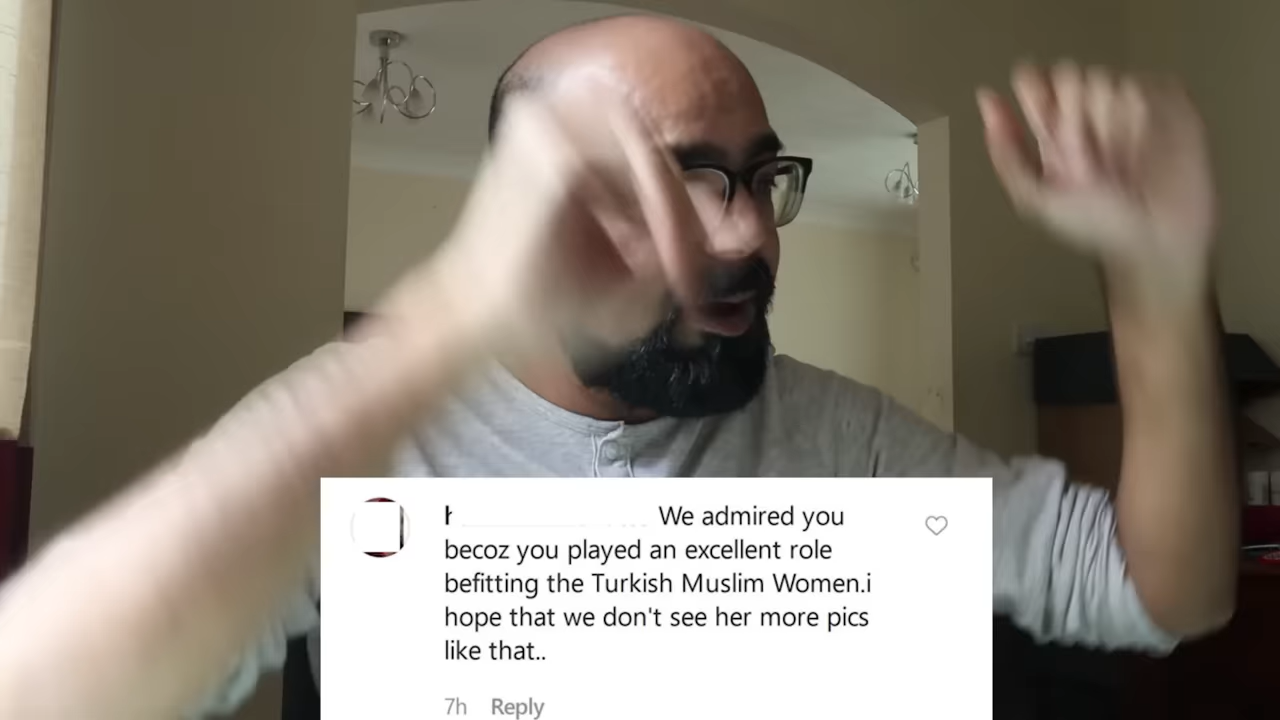 We admired you
becoz you played an excellent role
befitting the Turkish Muslim Women.i
hope that we don't see her more pics
like that..
7h Reply